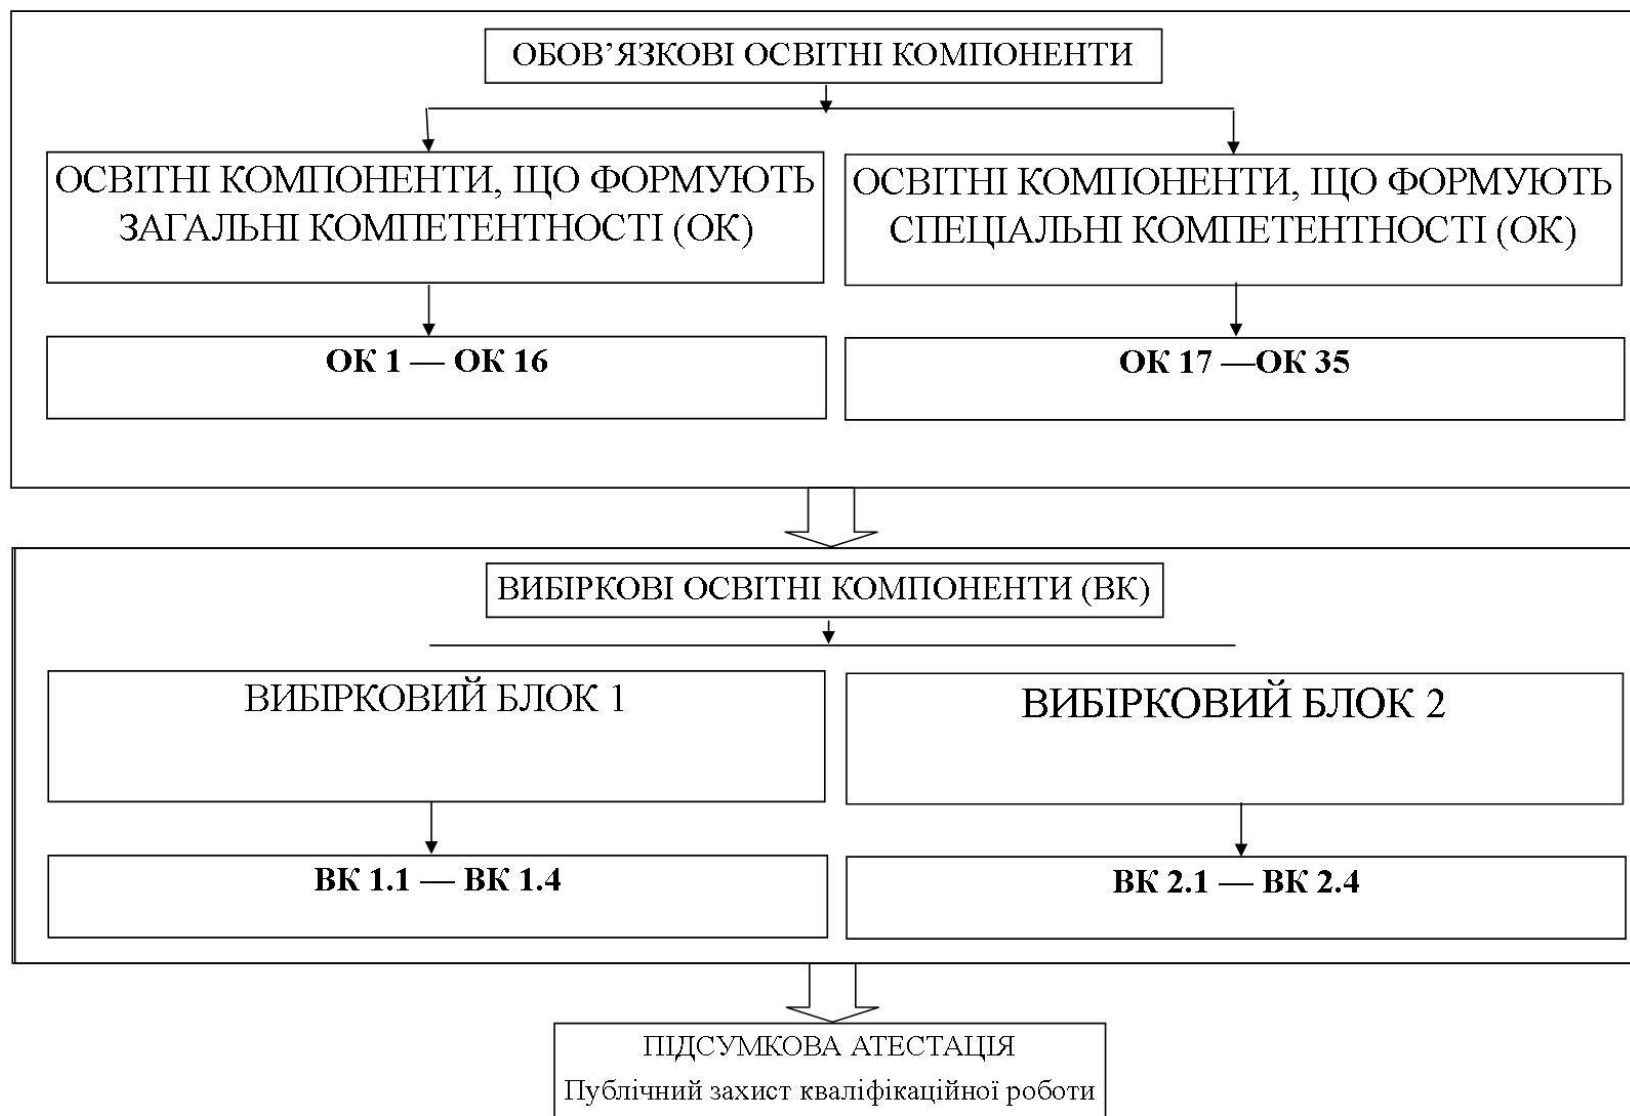 ОБОВ’ЯЗКОВІ ОСВІТНІ КОМПОНЕНТИ
ОСВІТНІ КОМПОНЕНТИ, ЩО ФОРМУЮТЬ
ЗАГАЛЬНІ КОМПЕТЕНТНОСТІ (ОК)
ОСВІТНІ КОМПОНЕНТИ, ЩО ФОРМУЮТЬ
СПЕЦІАЛЬНІ КОМПЕТЕНТНОСТІ (ОК)
ОК 1 — ОК 16
ОК 17 —ОК 35
ВИБІРКОВІ ОСВІТНІ КОМПОНЕНТИ (ВК)
ВИБІРКОВИЙ БЛОК 1
ВИБІРКОВИЙ БЛОК 2
ВК 1.1 — ВК 1.4
ВК 2.1 — ВК 2.4
ПІДСУМКОВА АТЕСТАЦІЯ
Публічний захист кваліфікаційної роботи